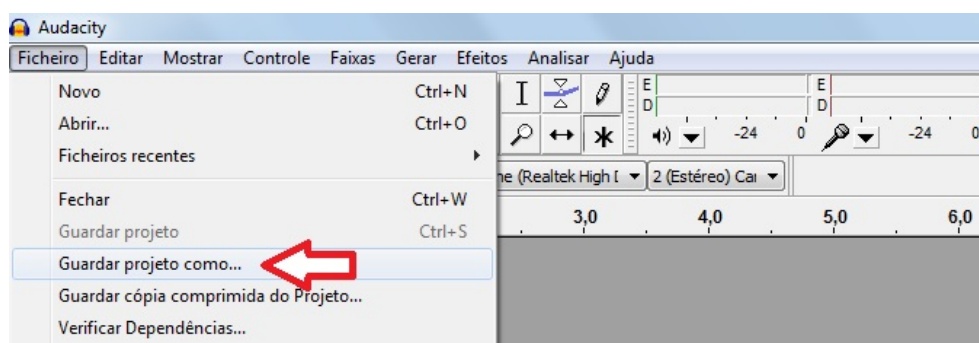 Audacity
Ficheiro Editar Mostrar Controle Faixas Gerar Efeitos Analisar Ajuda
Novo Ctrl+N
Abrir... Ctrl+O
Ficheiros recentes
Fechar Ctrl+W
Guardar projeto Ctrl+S
Guardar projeto como...
Guardar cópia comprimida do Projeto...
Verificar Dependências...
E
D
E
D
-24 0 -24 0
(Realtek High 2 (Estéreo)
3,0 4,0 5,0 6,0